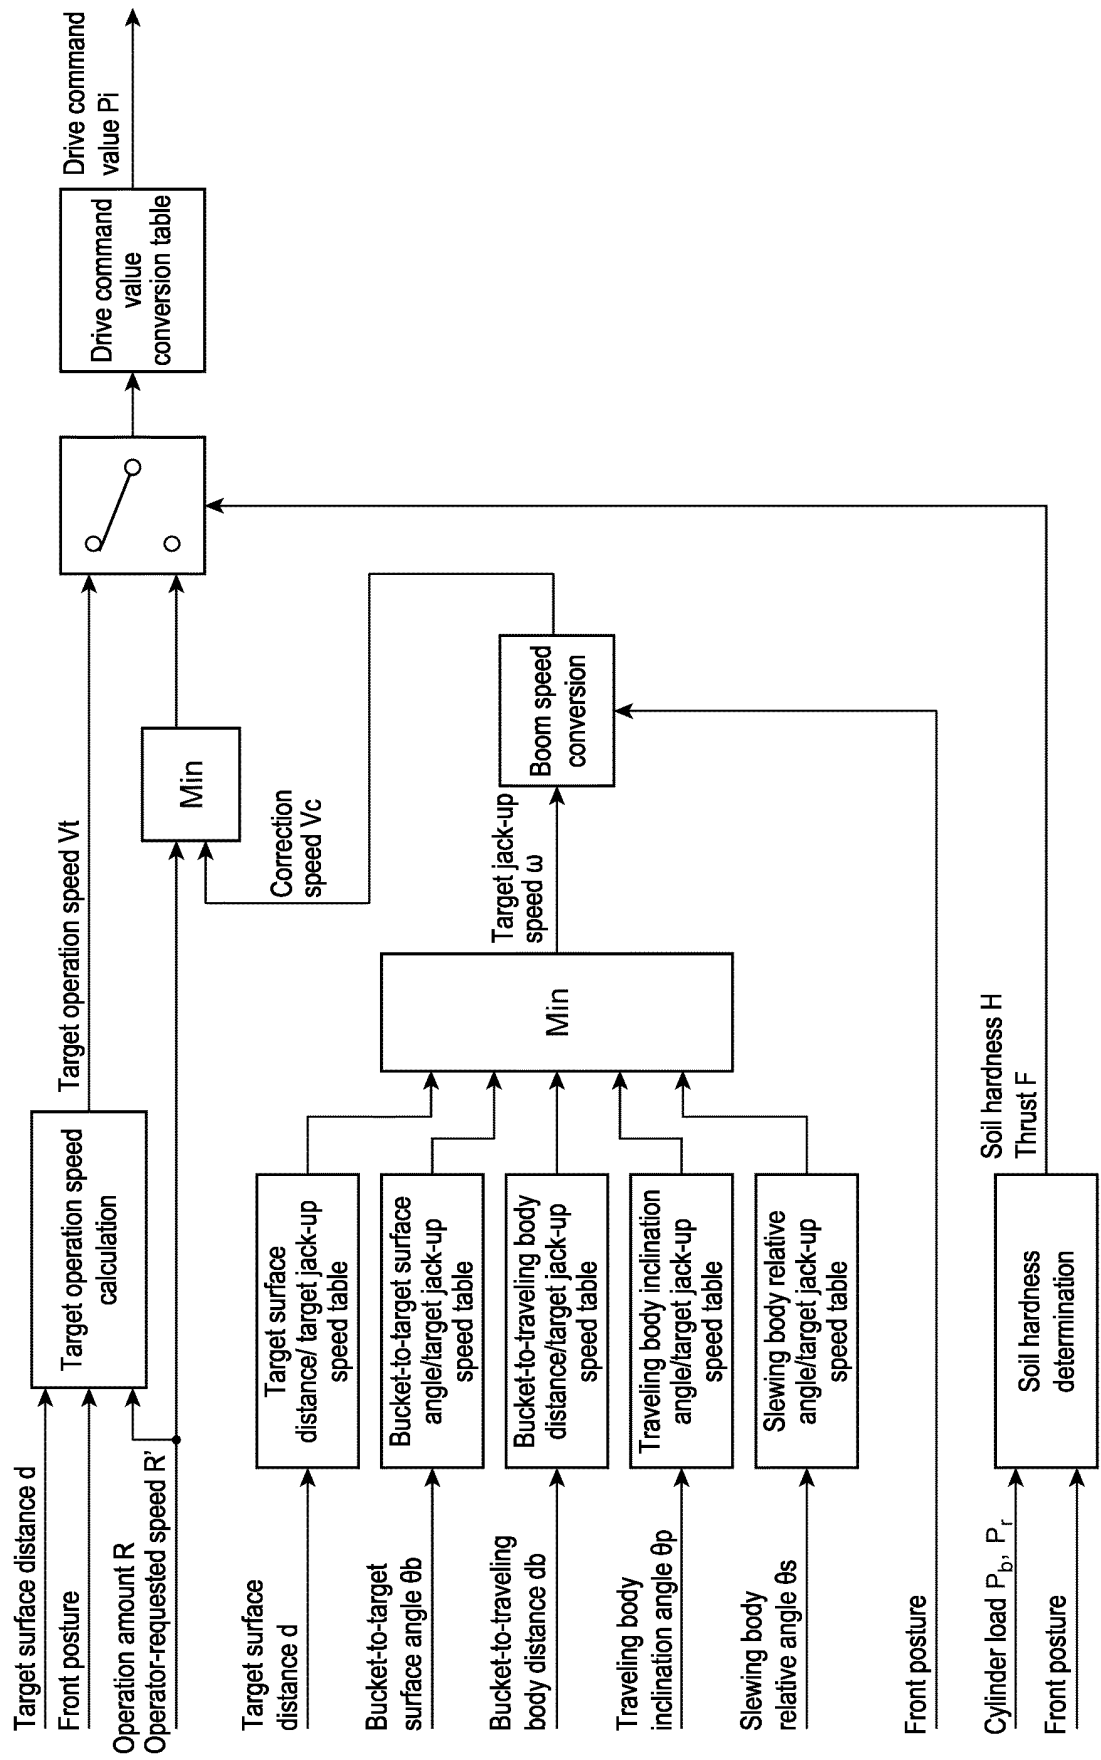 Target surface distance d
Front posture
Operation amount R
Operator-requested speed R'
Target operation speed
calculation
Target operation speed Vt
Min
Drive command
value
conversion table
Drive command
value Pi
Target surface
distance d
Target surface
distance/ target jack-up
speed table
Bucket-to-target
surface angle θb
Bucket-to-target surface
angle/target jack-up
speed table
Bucket-to-traveling
body distance db
Bucket-to-traveling body
distance/target jack-up
speed table
Traveling body
inclination angle θp
Traveling body inclination
angle/target jack-up
speed table
Slewing body
relative angle θs
Slewing body relative
angle/target jack-up
speed table
Min
Target jack-up
speed ω
Boom speed
conversion
Correction
speed Vc
Front posture
Cylinder load Pb, Pr
Front posture
Soil hardness
determination
Soil hardness H
Thrust F